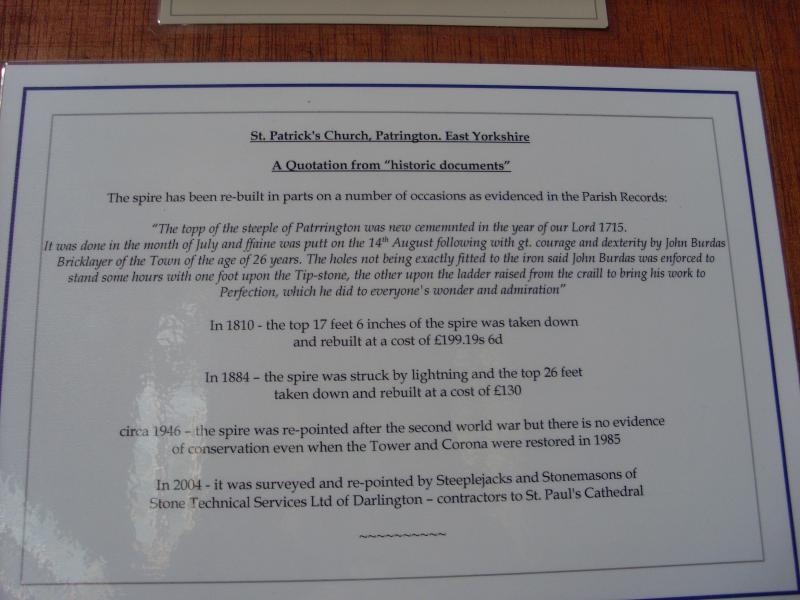 St. Patrick's Church, Patrington. East Yorkshire
A Quotation from "historic documents"
The spire has been re-built in parts on a number of occasions as evidenced in the Parish Records:
"The topp of the steeple of Patrrington was new cememnted in the year of our Lord 1715.
It was done in the month of July and ffaine was putt on the 14th August following with gt. courage and dexterity by John Burdas
Bricklayer of the Town of the age of 26 years. The holes not being exactly fitted to the iron said John Burdas was enforced to
stand some hours with one foot upon the Tip-stone, the other upon the ladder raised from the craill to bring his work to
Perfection, which he did to everyone's wonder and admiration"
In 1810 - the top 17 feet 6 inches of the spire was taken down
and rebuilt at a cost of £199.19s 6d
In 1884 – the spire was struck by lightning and the top 26 feet
taken down and rebuilt at a cost of £130
circa 1946 – the spire was re-pointed after the second world war but there is no evidence
of conservation even when the Tower and Corona were restored in 1985
In 2004 - it was surveyed and re-pointed by Steeplejacks and Stonemasons of
Stone Technical Services Ltd of Darlington – contractors to St. Paul's Cathedral
~~~~~~~~~~